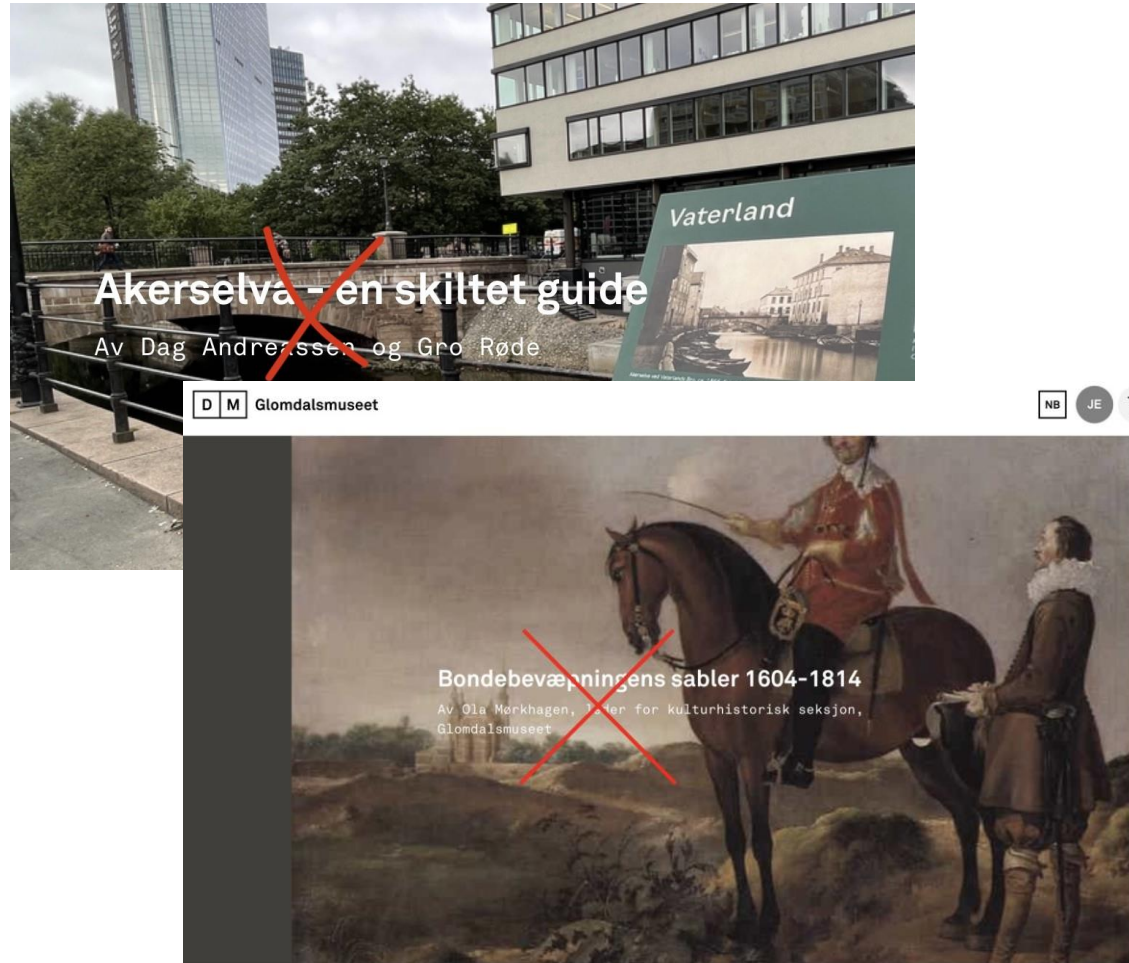 Vaterland
Akerselva - en skiltet guide
Av Dag Andreassen og Gro Røde
D M Glomdalsmuseet
NB JE
Bondebevæpningens sabler 1604-1814
Av Ola Mørkhagen, leder for kulturhistorisk seksjon,
Glomdalsmuseet